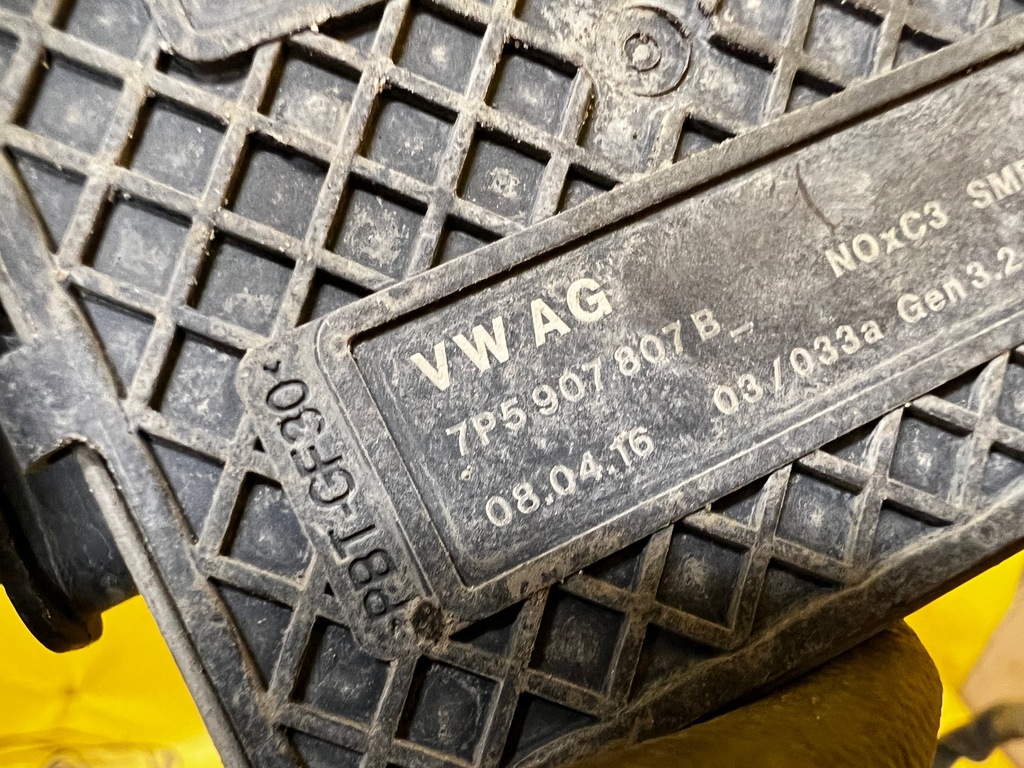 VW AG
7P5 907 807 B _
08.04.16
NOxC3
03/033a Gen 3.2
>PBT-GF30<